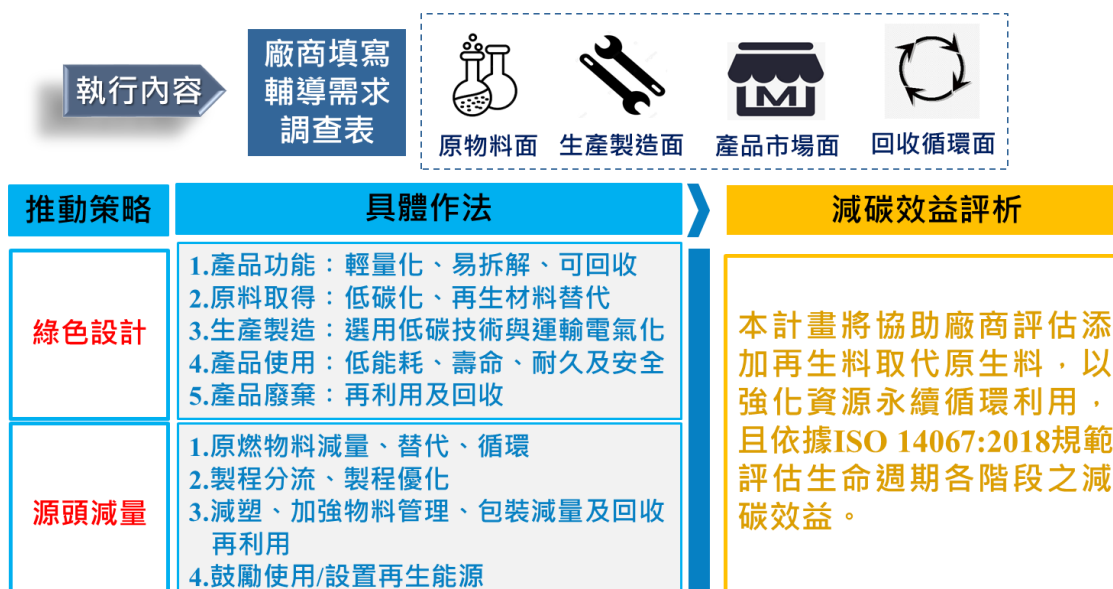 執行內容
廠商填寫
輔導需求
調查表
原物料面
生產製造面
M
產品市場面
回收循環面
推動策略
具體作法
減碳效益評析
綠色設計
1.產品功能：輕量化、易拆解、可回收
2.原料取得：低碳化、再生材料替代
3.生產製造：選用低碳技術與運輸電氣化
4.產品使用：低能耗、壽命、耐久及安全
5.產品廢棄：再利用及回收
源頭減量
1.原燃物料減量、替代、循環
2.製程分流、製程優化
3.減塑、加強物料管理、包裝減量及回收
再利用
4.鼓勵使用/設置再生能源
本計畫將協助廠商評估添
加再生料取代原生料，以
強化資源永續循環利用，
且依據ISO 14067:2018規範
評估生命週期各階段之減
碳效益。